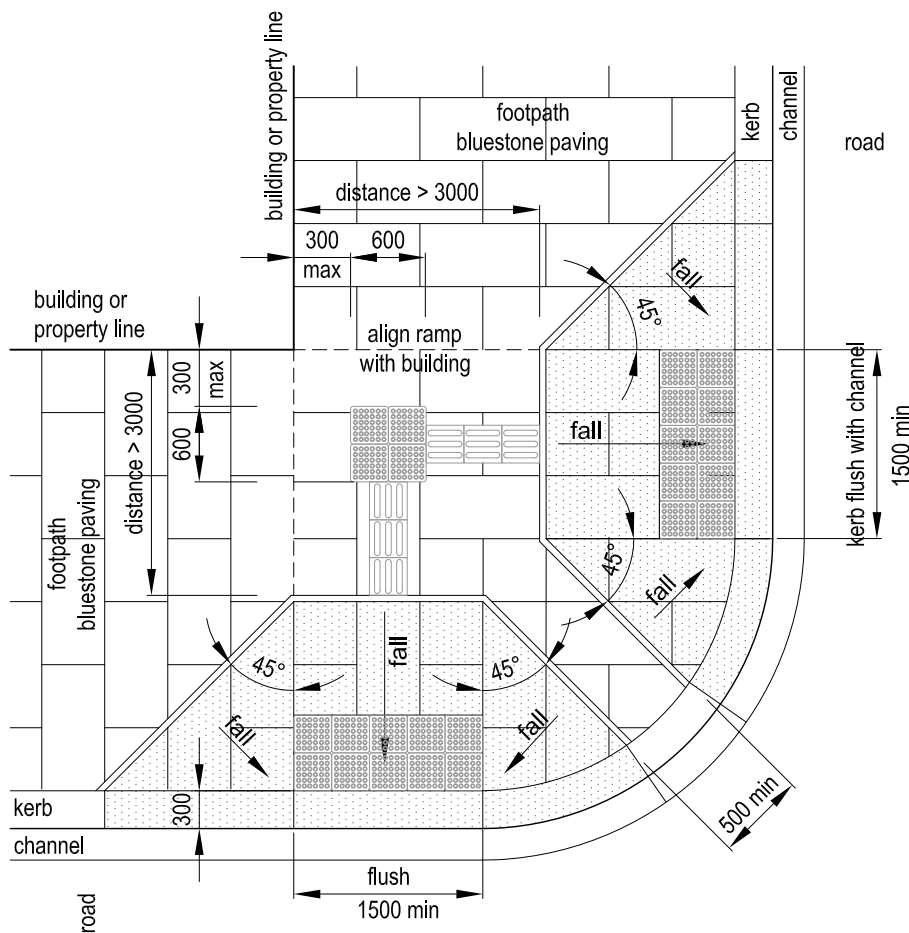 building or property line
footpath
bluestone paving
kerb
channel
road
distance > 3000
300
max
600
fall
45°
building or
property line
align ramp
with building
300
max
600
distance > 3000
footpath
bluestone paving
fall
kerb flush with channel
1500 min
45°
fall
fall
45°
45°
fall
fall
kerb
300
channel
500 min
flush
1500 min
road